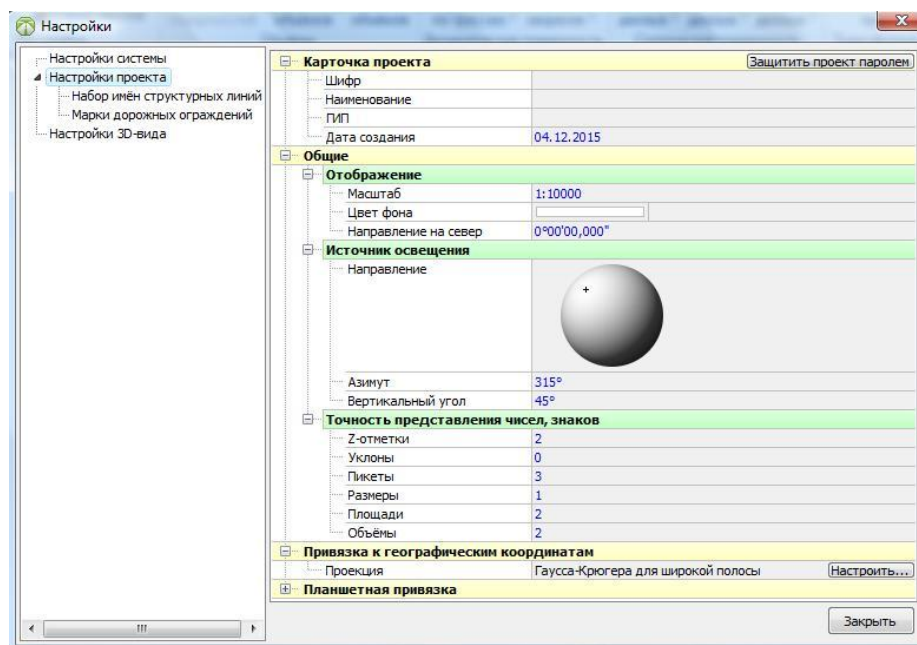 Настройки
Настройки системы
Настройки проекта
Набор имён структурных линий
Марки дорожных ограждений
Настройки 3D-вида
Карточка проекта Защитить проект паролем
Шифр
Наименование
ГИП
Дата создания 04.12.2015
Общие
Отображение
Масштаб 1:10000
Цвет фона
Направление на север 0°00'00,000"
Источник освещения
Направление
Азимут 315°
Вертикальный угол 45°
Точность представления чисел, знаков
Z-отметки 2
Уклоны 0
Пикеты 3
Размеры 1
Площади 2
Объёмы 2
Привязка к географическим координатам
Проекция Гаусса-Крюгера для широкой полосы Настроить...
Планшетная привязка
Закрыть